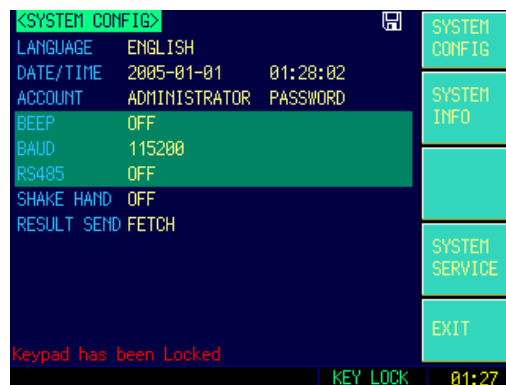 <SYSTEM CONFIG>
LANGUAGE ENGLISH
DATE/TIME 2005-01-01 01:28:02
ACCOUNT ADMINISTRATOR PASSWORD
BEEP OFF
BAUD 115200
RS485 OFF
SHAKE HAND OFF
RESULT SEND FETCH
Keypad has been Locked
KEY LOCK 01:27
SYSTEM
CONFIG
SYSTEM
INFO
SYSTEM
SERVICE
EXIT